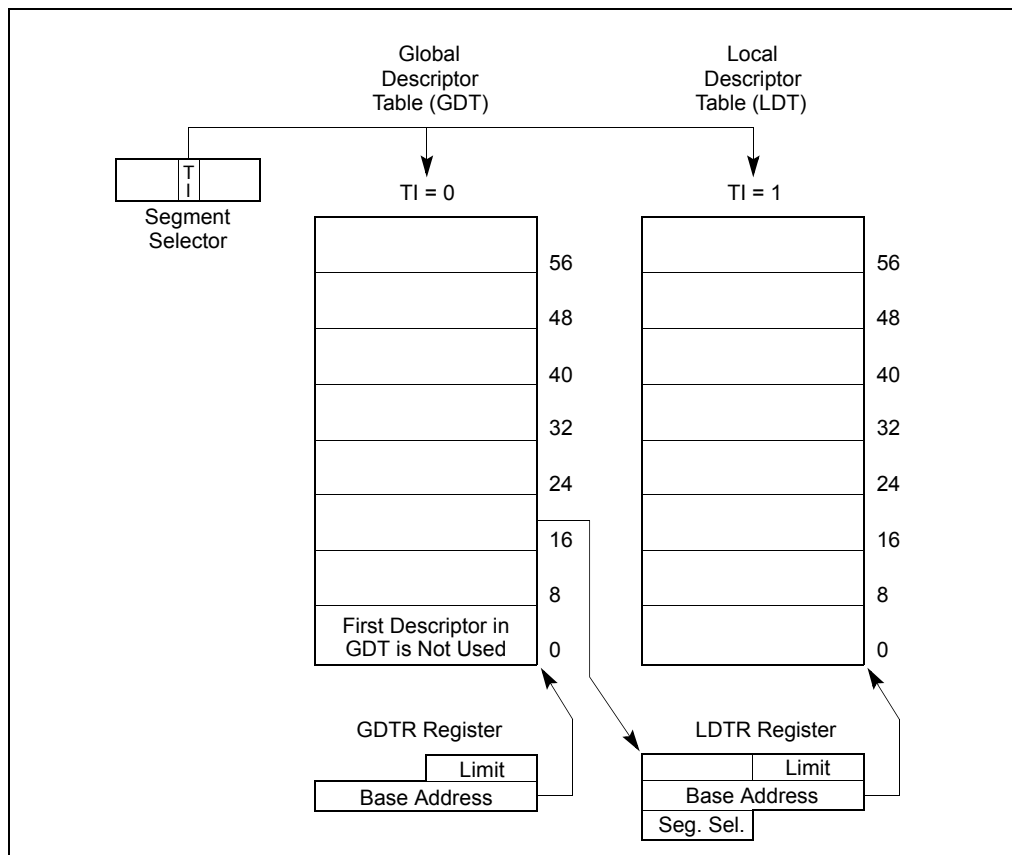 Global
Descriptor
Table (GDT)
Local
Descriptor
Table (LDT)
T
I
Segment
Selector
TI = 0
TI = 1
56
48
40
32
24
16
8
0
First Descriptor in
GDT is Not Used
56
48
40
32
24
16
8
0
GDTR Register
Limit
Base Address
LDTR Register
Limit
Base Address
Seg. Sel.